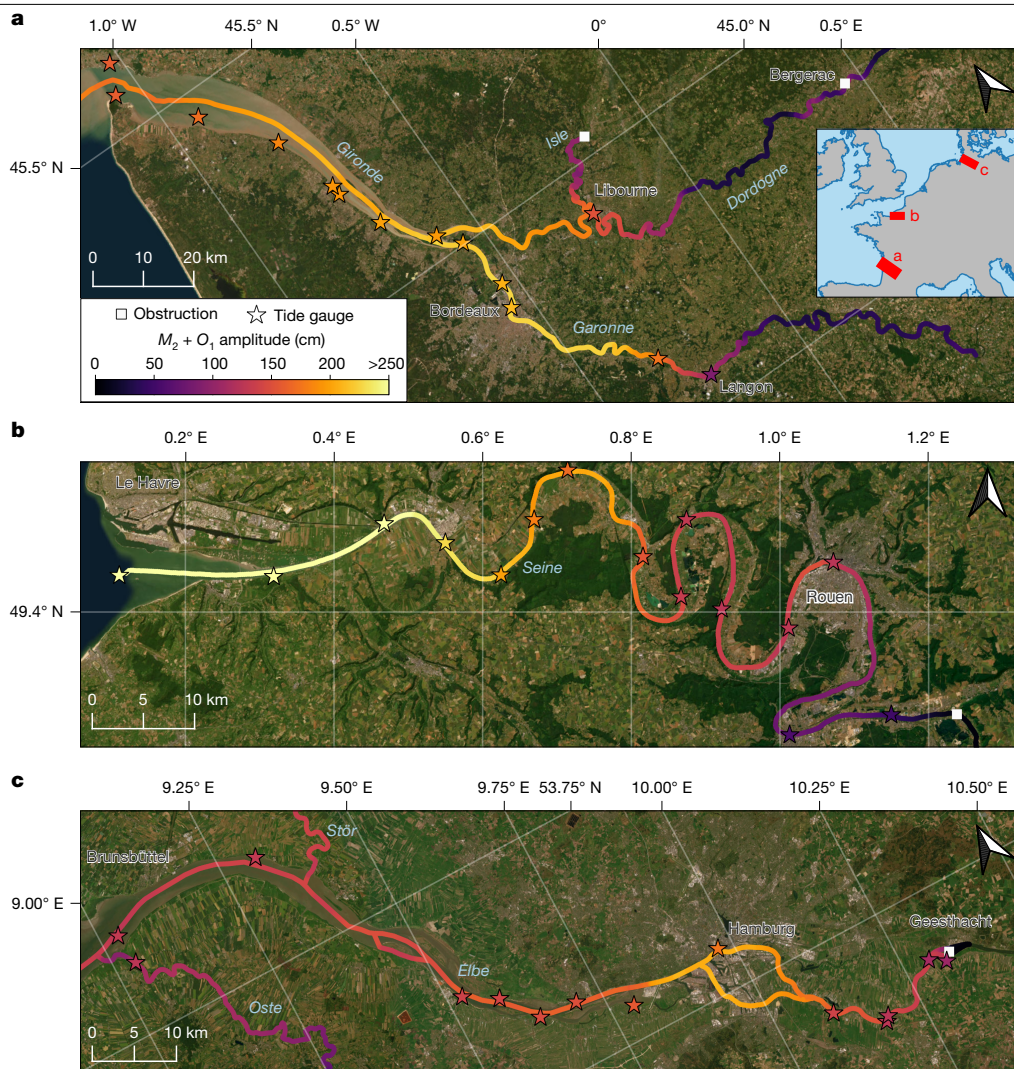 a
1.0° W 45.5° N 0.5° W 0° 45.0° N 0.5° E
Bergerac
Isle
Gironde
45.5° N
Libourne
Dordogne
c
b
a
0 10 20 km
Obstruction Tide gauge
Bordeaux
Garonne
M₂ + O₁ amplitude (cm)
0 50 100 150 200 >250
Langon
b
0.2° E 0.4° E 0.6° E 0.8° E 1.0° E 1.2° E
Le Havre
Seine
49.4° N
Rouen
0 5 10 km
c
9.25° E 9.50° E 9.75° E 53.75° N 10.000° E 10.25° E 10.50° E
Stör
Brunsbüttel
9.00° E
Geesthacht
Hamburg
Elbe
Oste
0 5 10 km